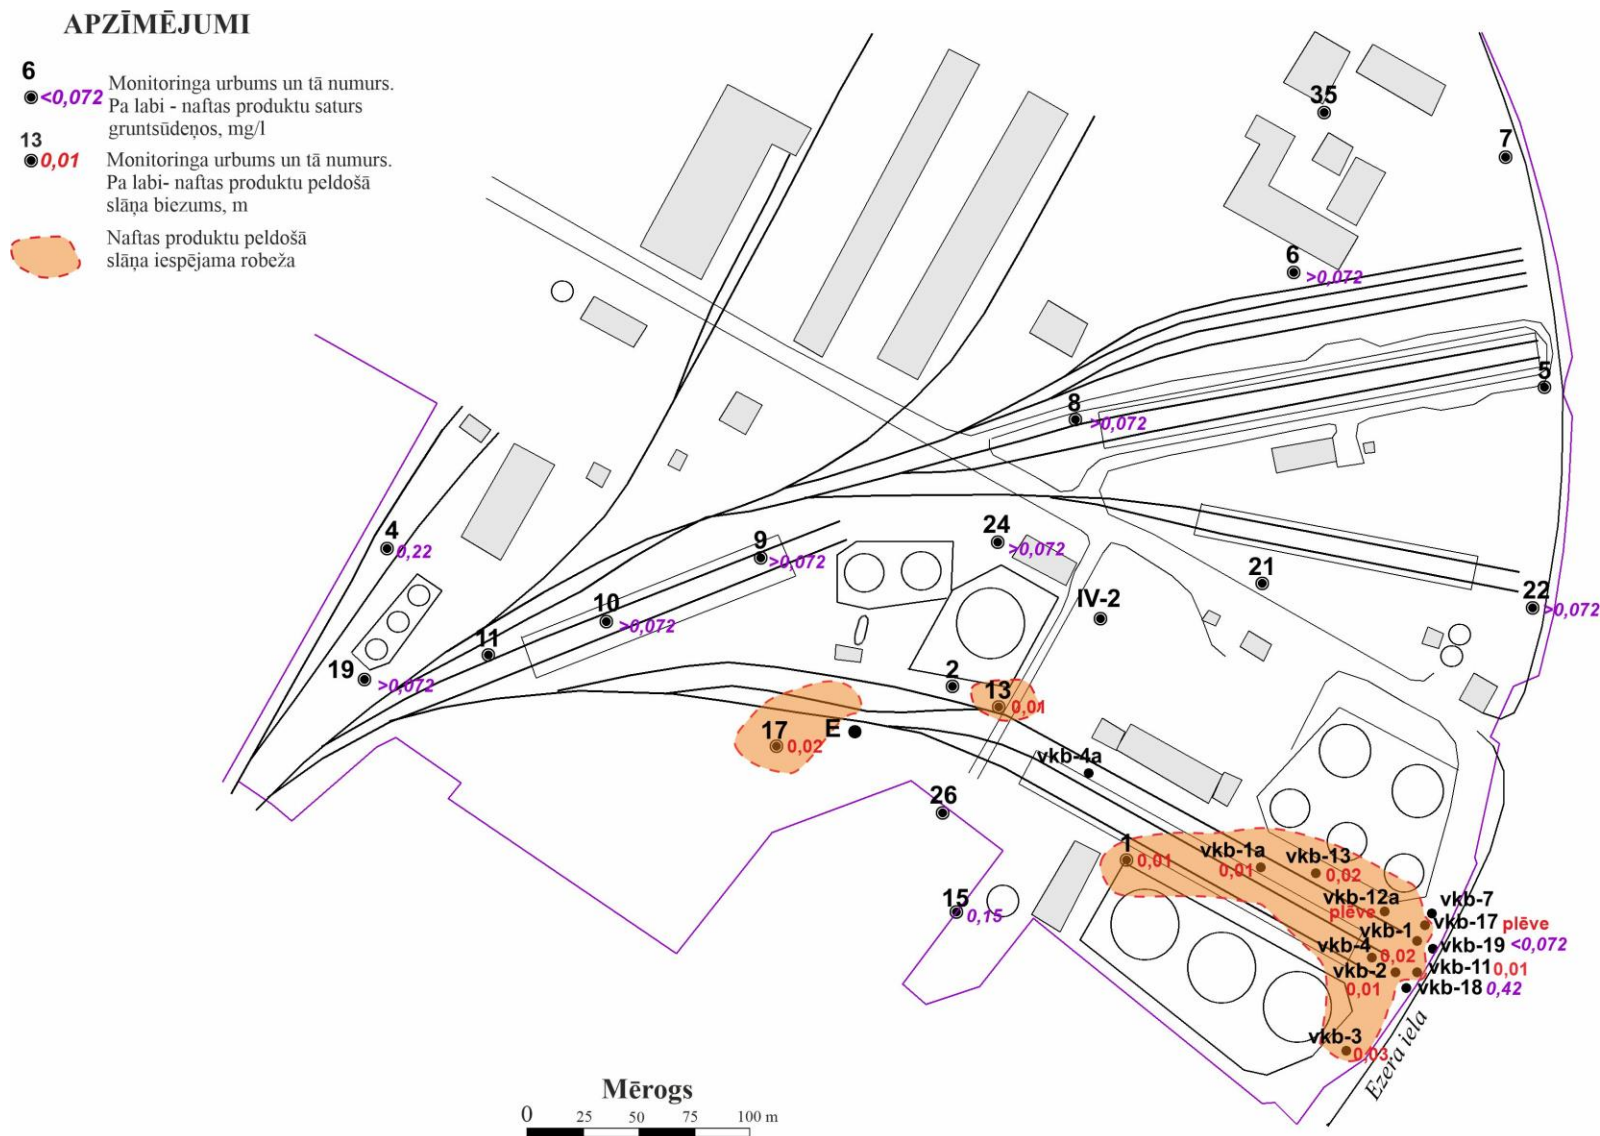 APZĪMĒJUMI
6
<0,072
Monitoringa urbums un tā numurs.
Pa labi - naftas produktu saturs
gruntsūdeņos, mg/l
13
0,01
Monitoringa urbums un tā numurs.
Pa labi- naftas produktu peldošā
slāņa biezums, m
Naftas produktu peldošā
slāņa iespējama robeža
35
7
6
>0,072
5
8
>0,072
4
0,22
9
>0,072
24
>0,072
21
22
>0,072
10
>0,072
IV-2
11
19
>0,072
2
13
0,01
17
0,02
E
vkb-4a
26
1
0,01
vkb-1a
0,01
vkb-13
0,02
15
0,15
vkb-12a
plēve
vkb-7
vkb-17 plēve
vkb-1
vkb-19 <0,072
vkb-4
0,02
vkb-2
0,01
vkb-11 0,01
vkb-18 0,42
vkb-3
0,03
Ezera iela
Mērogs
0 25 50 75 100 m